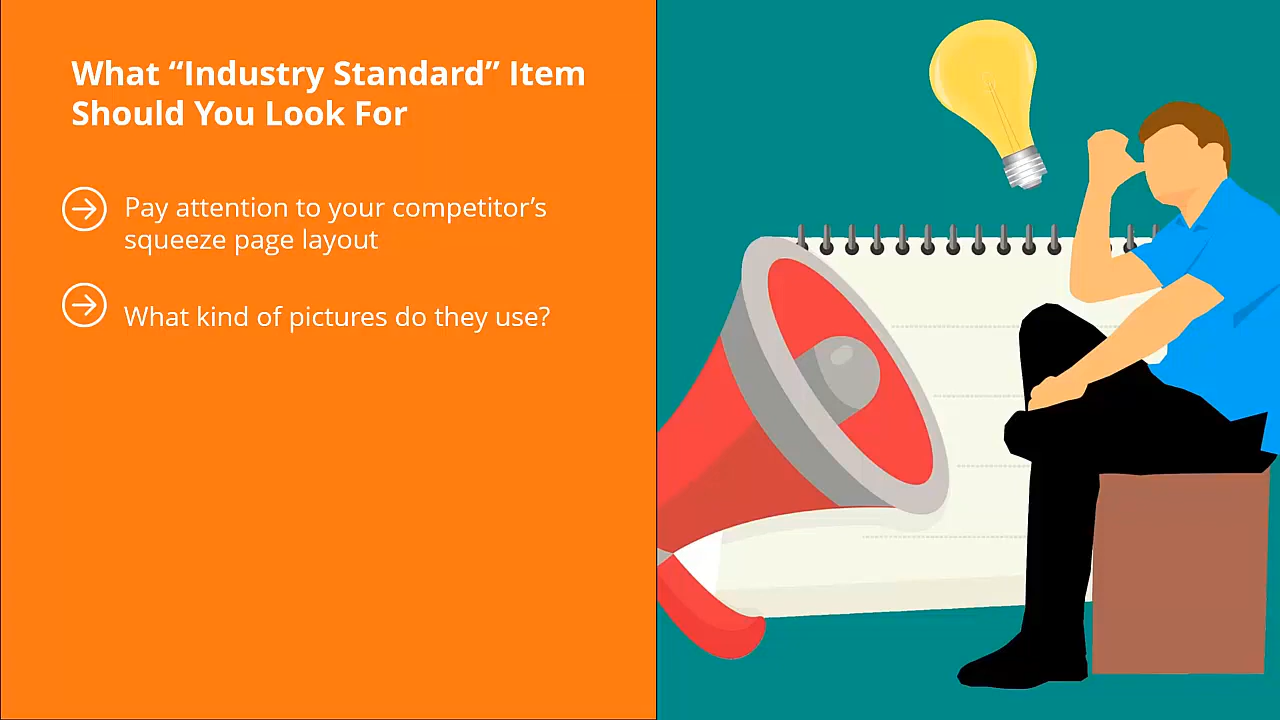 What “Industry Standard” Item
Should You Look For
Pay attention to your competitor’s
squeeze page layout
What kind of pictures do they use?